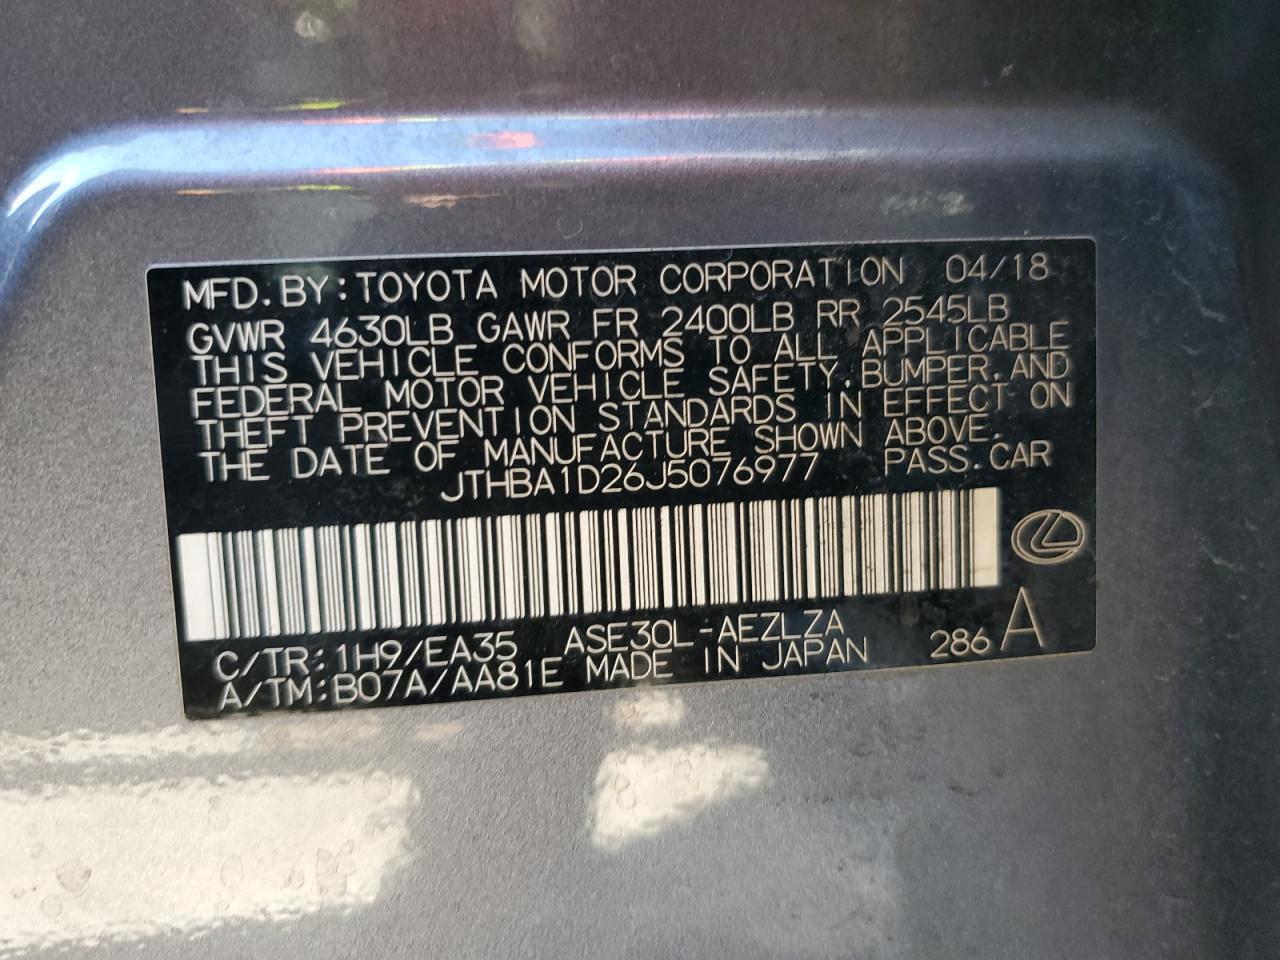 MFD.BY:TOYOTA MOTOR CORPORATION 04/18
GVWR 4630LB GAWR FR 2400LB RR 2545LB
THIS VEHICLE CONFORMS TO ALL APPLICABLE
FEDERAL MOTOR VEHICLE SAFETY,BUMPER,AND
THEFT PREVENTION STANDARDS IN EFFECT ON
THE DATE OF MANUFACTURE SHOWN ABOVE.
JTHBA1D26J5076977 PASS.CAR
C/TR:1H9/EA35 ASE30L-AEZLZA
A/TM:B07A/AA81E MADE IN JAPAN 286 A